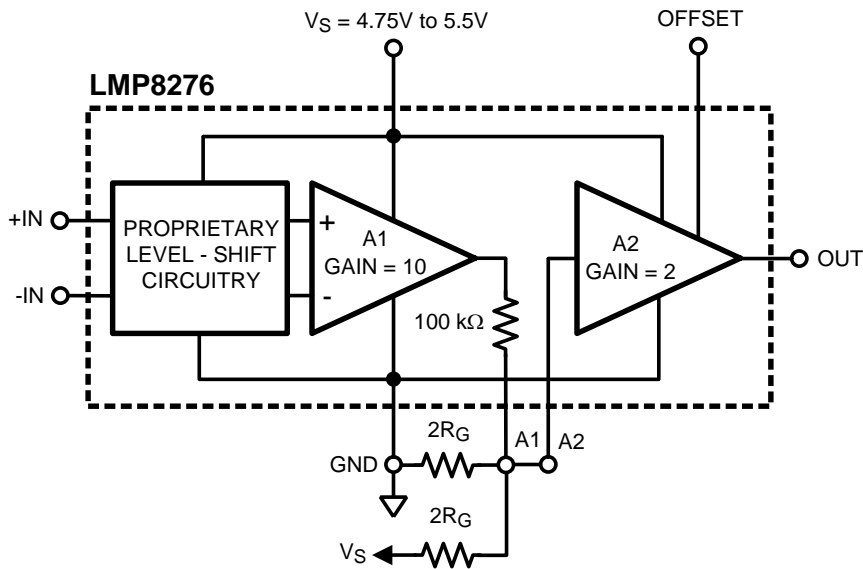 V_S = 4.75V to 5.5V
OFFSET
LMP8276
+IN
-IN
PROPRIETARY
LEVEL - SHIFT
CIRCUITRY
+
-
A1
GAIN = 10
100 kΩ
A2
GAIN = 2
OUT
2R_G
A1
A2
GND
2R_G
V_S